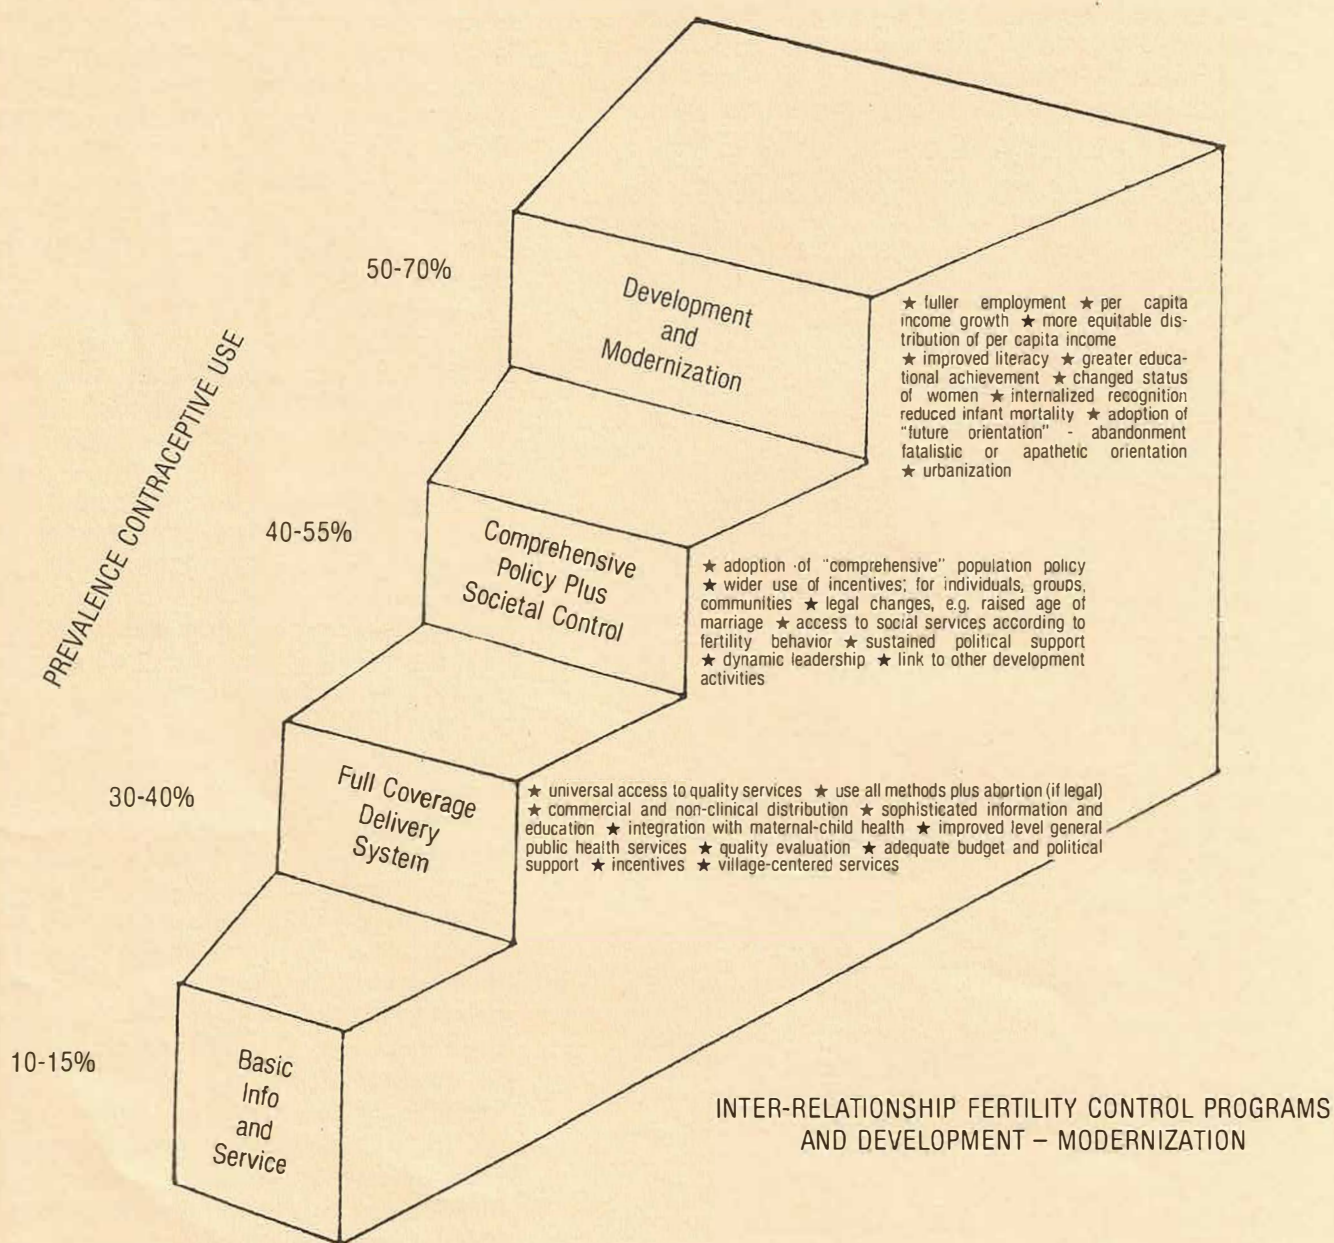 50-70%
Development
and
Modernization
★ fuller employment ★ per capita
income growth ★ more equitable dis-
tribution of per capita income
★ improved literacy ★ greater educa-
tional achievement ★ changed status
of women ★ internalized recognition
reduced infant mortality ★ adoption of
"future orientation" - abandonment
fatalistic or apathetic orientation
★ urbanization
PREVALENCE CONTRACEPTIVE USE
40-55%
Comprehensive
Policy Plus
Societal Control
★ adoption of "comprehensive" population policy
★ wider use of incentives; for individuals, groups,
communities ★ legal changes, e.g. raised age of
marriage ★ access to social services according to
fertility behavior ★ sustained political support
★ dynamic leadership ★ link to other development
activities
30-40%
Full Coverage
Delivery
System
★ universal access to quality services ★ use all methods plus abortion (if legal)
★ commercial and non-clinical distribution ★ sophisticated information and
education ★ integration with maternal-child health ★ improved level general
public health services ★ quality evaluation ★ adequate budget and political
support ★ incentives ★ village-centered services
10-15%
Basic
Info
and
Service
INTER-RELATIONSHIP FERTILITY CONTROL PROGRAMS
AND DEVELOPMENT – MODERNIZATION